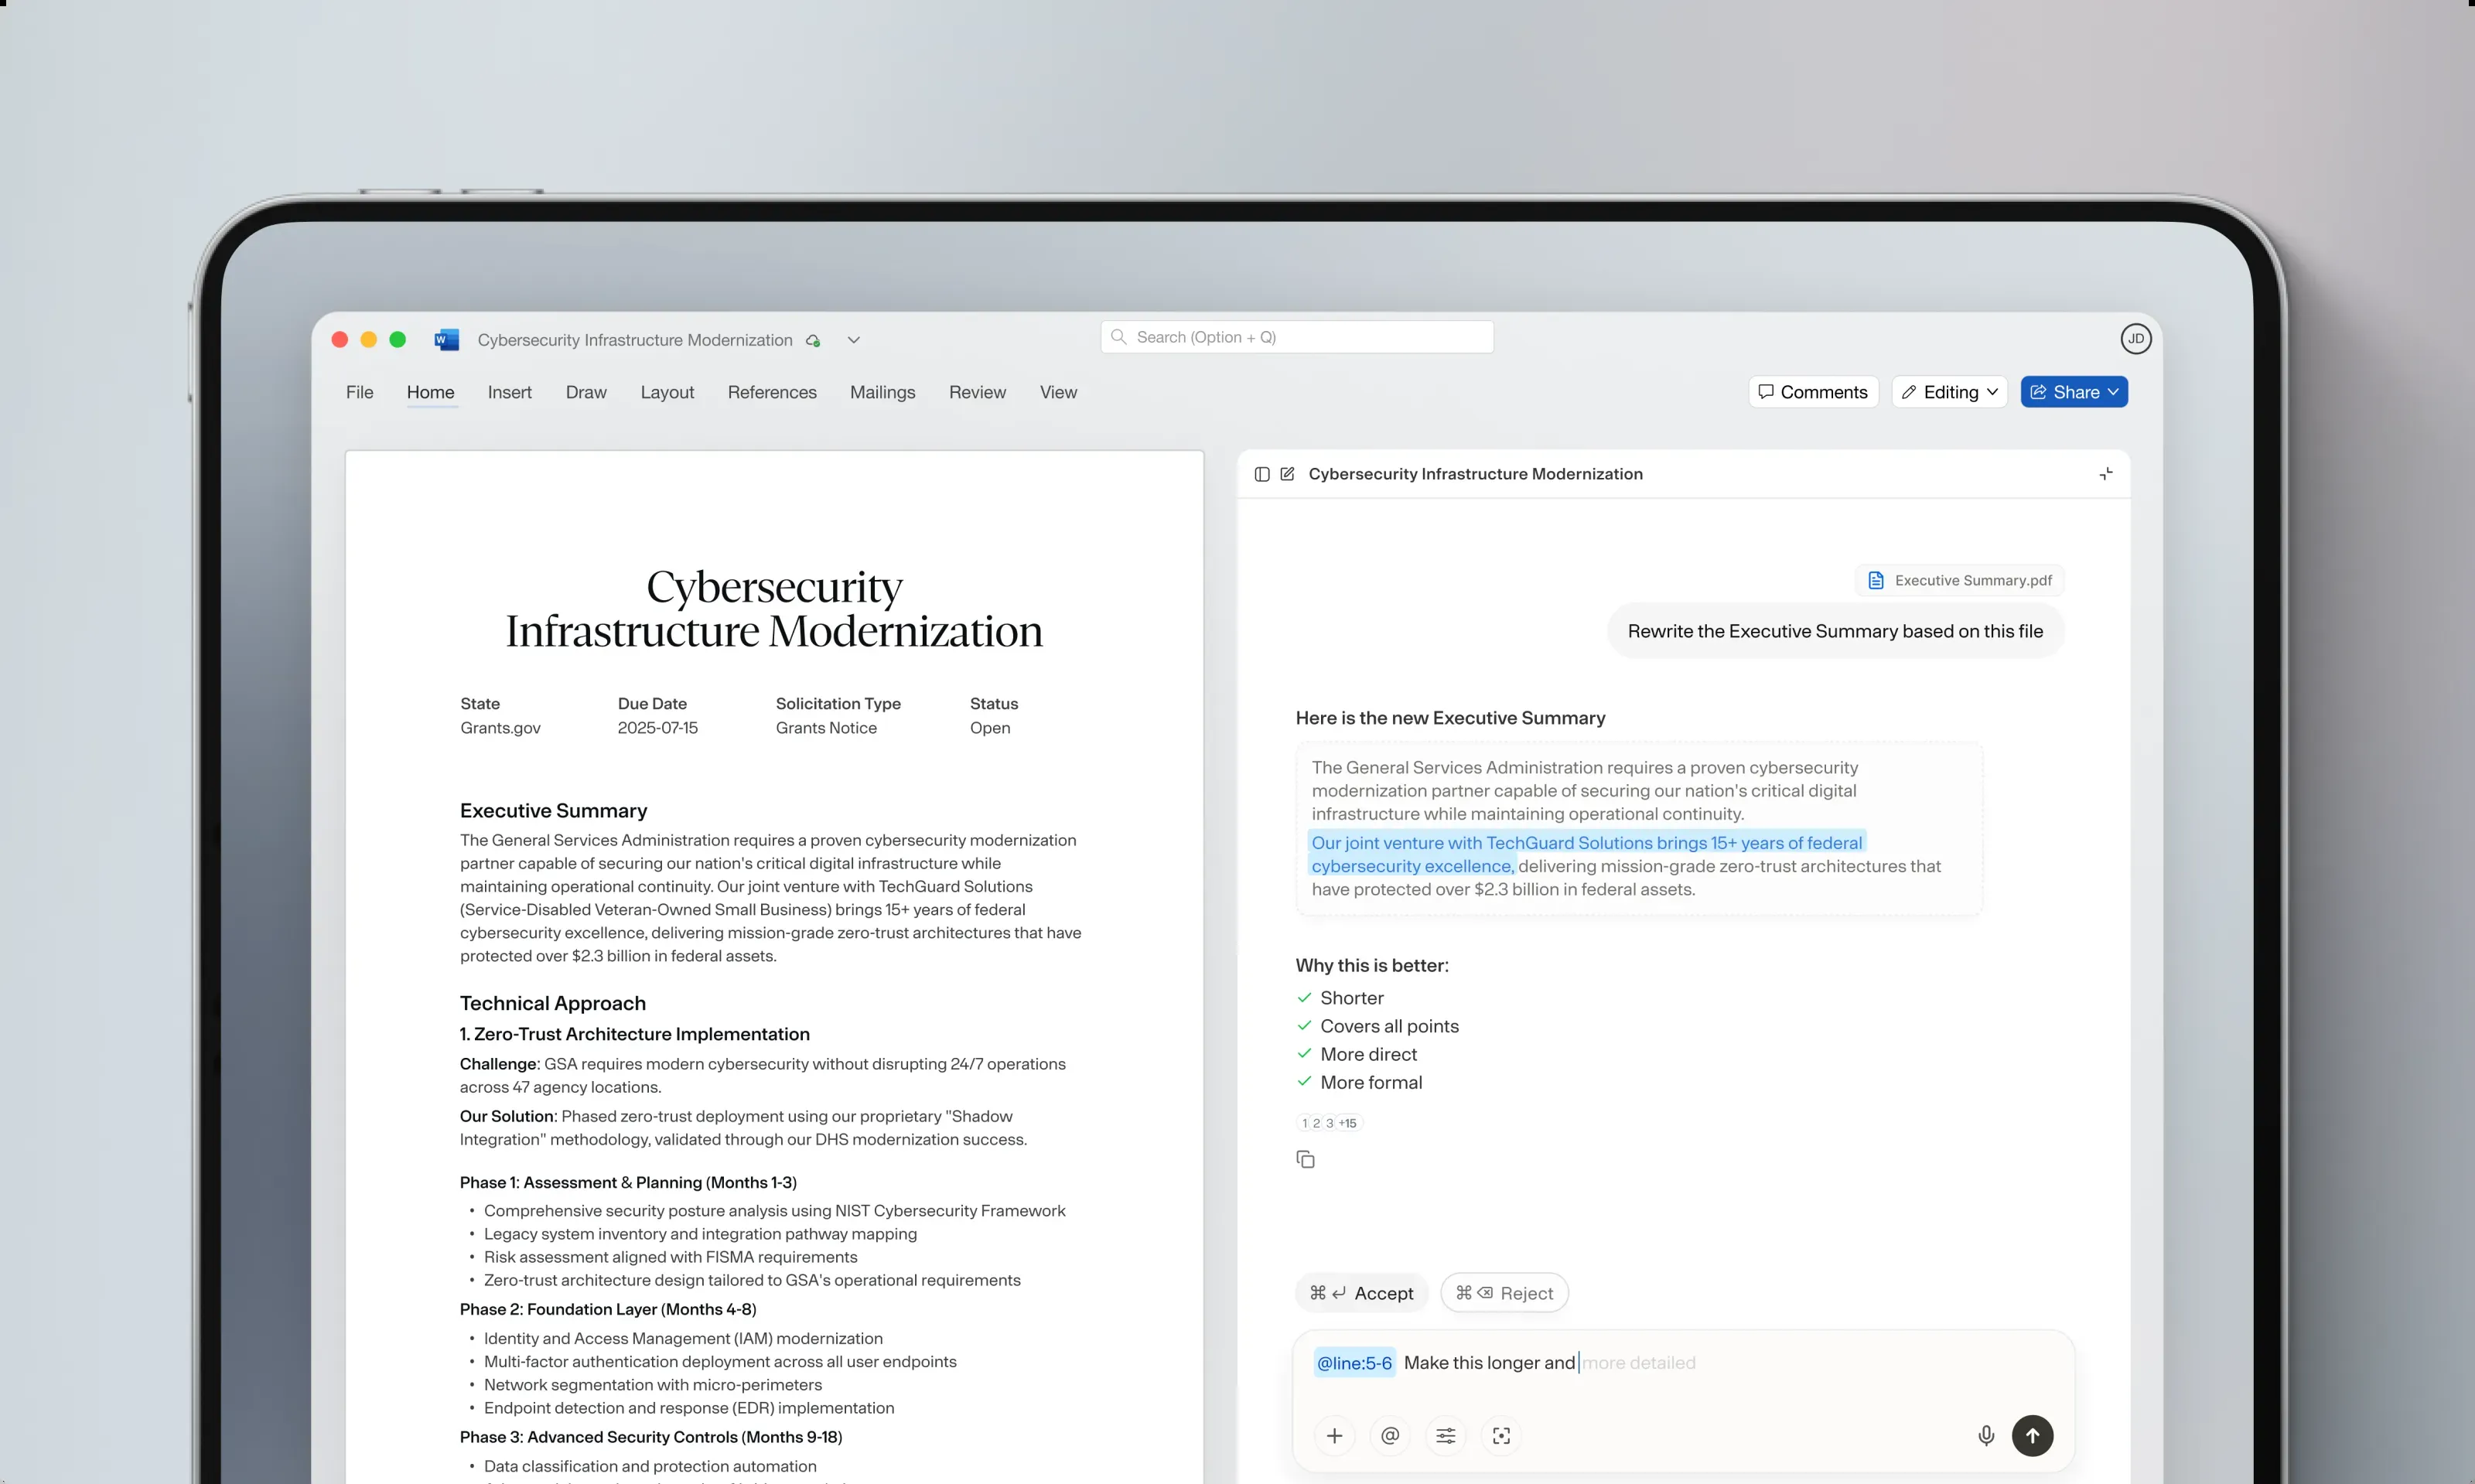 W
Cybersecurity Infrastructure Modernization
Search (Option + Q)
JD
File Home Insert Draw Layout References Mailings Review View
Comments Editing Share
Cybersecurity
Infrastructure Modernization
State Due Date Solicitation Type Status
Grants.gov 2025-07-15 Grants Notice Open
Executive Summary
The General Services Administration requires a proven cybersecurity modernization
partner capable of securing our nation's critical digital infrastructure while
maintaining operational continuity. Our joint venture with TechGuard Solutions
(Service-Disabled Veteran-Owned Small Business) brings 15+ years of federal
cybersecurity excellence, delivering mission-grade zero-trust architectures that have
protected over $2.3 billion in federal assets.
Technical Approach
1. Zero-Trust Architecture Implementation
Challenge: GSA requires modern cybersecurity without disrupting 24/7 operations
across 47 agency locations.
Our Solution: Phased zero-trust deployment using our proprietary "Shadow
Integration" methodology, validated through our DHS modernization success.
Phase 1: Assessment & Planning (Months 1-3)
• Comprehensive security posture analysis using NIST Cybersecurity Framework
• Legacy system inventory and integration pathway mapping
• Risk assessment aligned with FISMA requirements
• Zero-trust architecture design tailored to GSA's operational requirements
Phase 2: Foundation Layer (Months 4-8)
• Identity and Access Management (IAM) modernization
• Multi-factor authentication deployment across all user endpoints
• Network segmentation with micro-perimeters
• Endpoint detection and response (EDR) implementation
Phase 3: Advanced Security Controls (Months 9-18)
• Data classification and protection automation
Cybersecurity Infrastructure Modernization
Executive Summary.pdf
Rewrite the Executive Summary based on this file
Here is the new Executive Summary
The General Services Administration requires a proven cybersecurity
modernization partner capable of securing our nation's critical digital
infrastructure while maintaining operational continuity.
Our joint venture with TechGuard Solutions brings 15+ years of federal
cybersecurity excellence, delivering mission-grade zero-trust architectures that
have protected over $2.3 billion in federal assets.
Why this is better:
Shorter
Covers all points
More direct
More formal
1 2 3 +15
⌘ ↵ Accept ⌘ ⌫ Reject
@line:5-6 Make this longer and more detailed